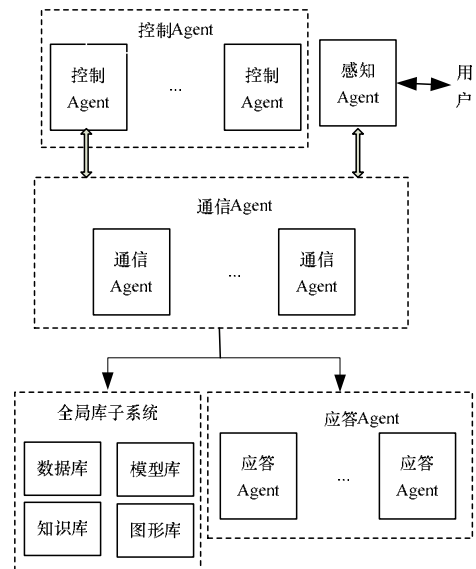 控制Agent
控制
Agent
...
控制
Agent
感知
Agent
用
户
通信Agent
通信
Agent
...
通信
Agent
全局库子系统
数据库
模型库
知识库
图形库
应答Agent
应答
Agent
...
应答
Agent